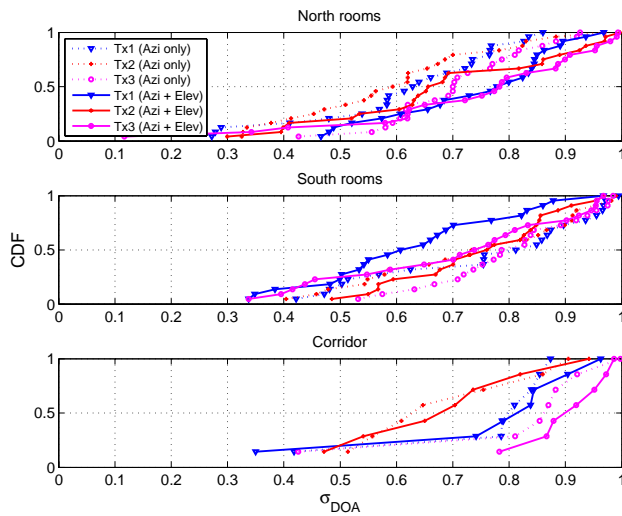 North rooms
1
0.5
0
Tx1 (Azi only)
Tx2 (Azi only)
Tx3 (Azi only)
Tx1 (Azi + Elev)
Tx2 (Azi + Elev)
Tx3 (Azi + Elev)
0 0.1 0.2 0.3 0.4 0.5 0.6 0.7 0.8 0.9 1
South rooms
1
0.5
0
CDF
0 0.1 0.2 0.3 0.4 0.5 0.6 0.7 0.8 0.9 1
Corridor
1
0.5
0
0 0.1 0.2 0.3 0.4 0.5 0.6 0.7 0.8 0.9 1
σDOA